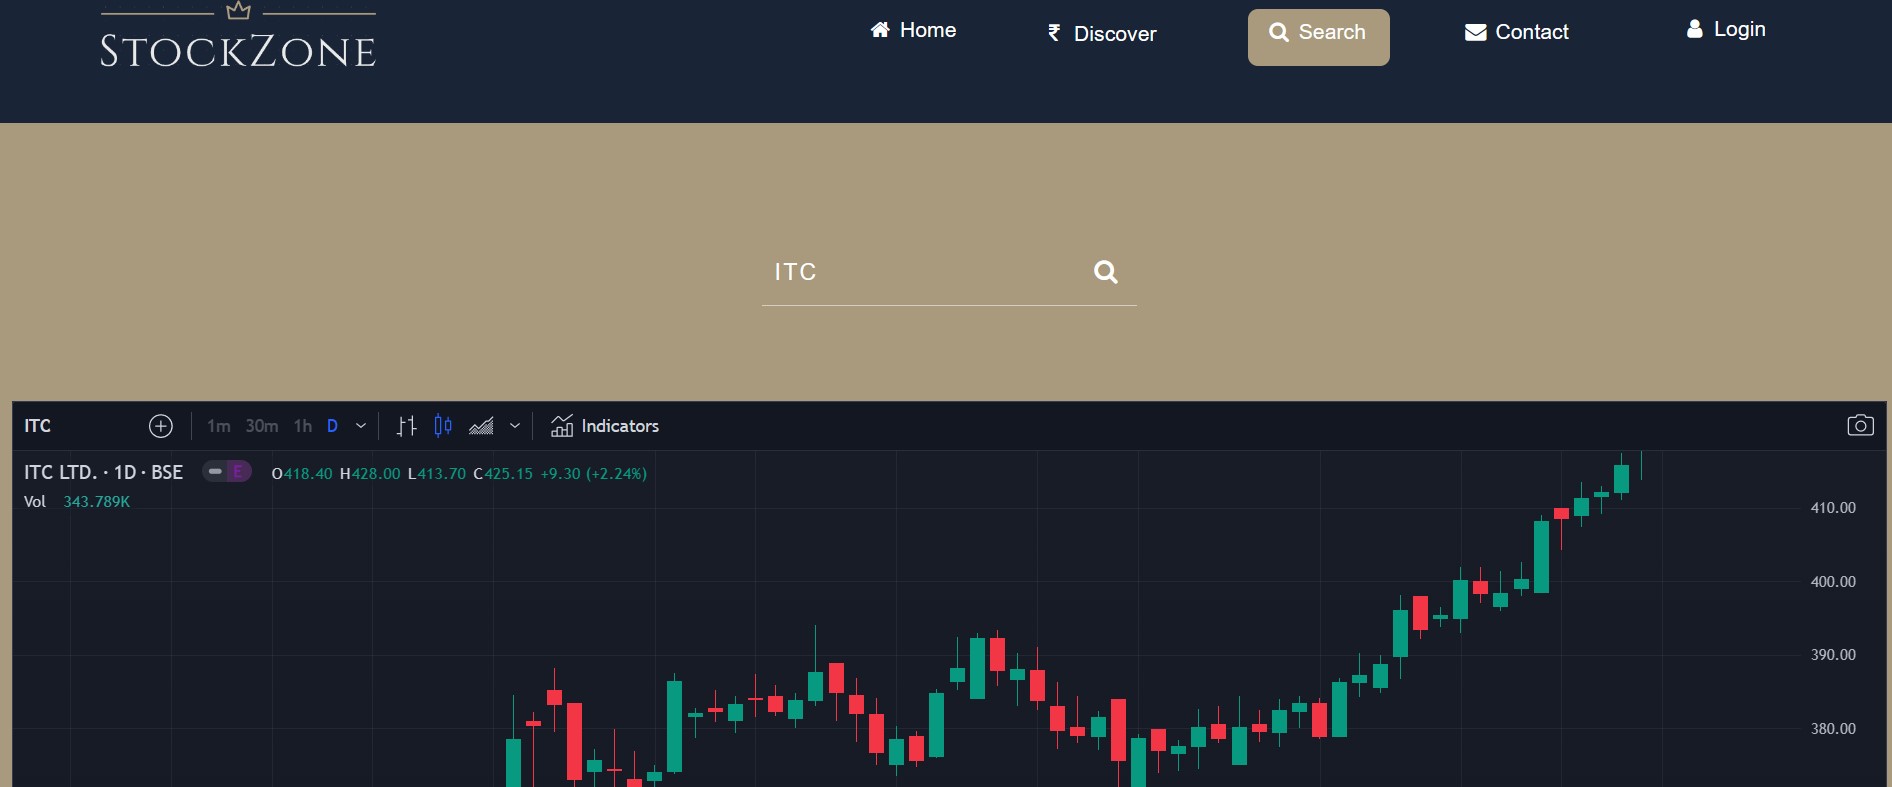 STOCKZONE
Home
₹ Discover
Search
Contact
Login
ITC
ITC
1m 30m 1h D
Indicators
ITC LTD. · 1D · BSE E O418.40 H428.00 L413.70 C425.15 +9.30 (+2.24%)
Vol 343.789K
410.00
400.00
390.00
380.00